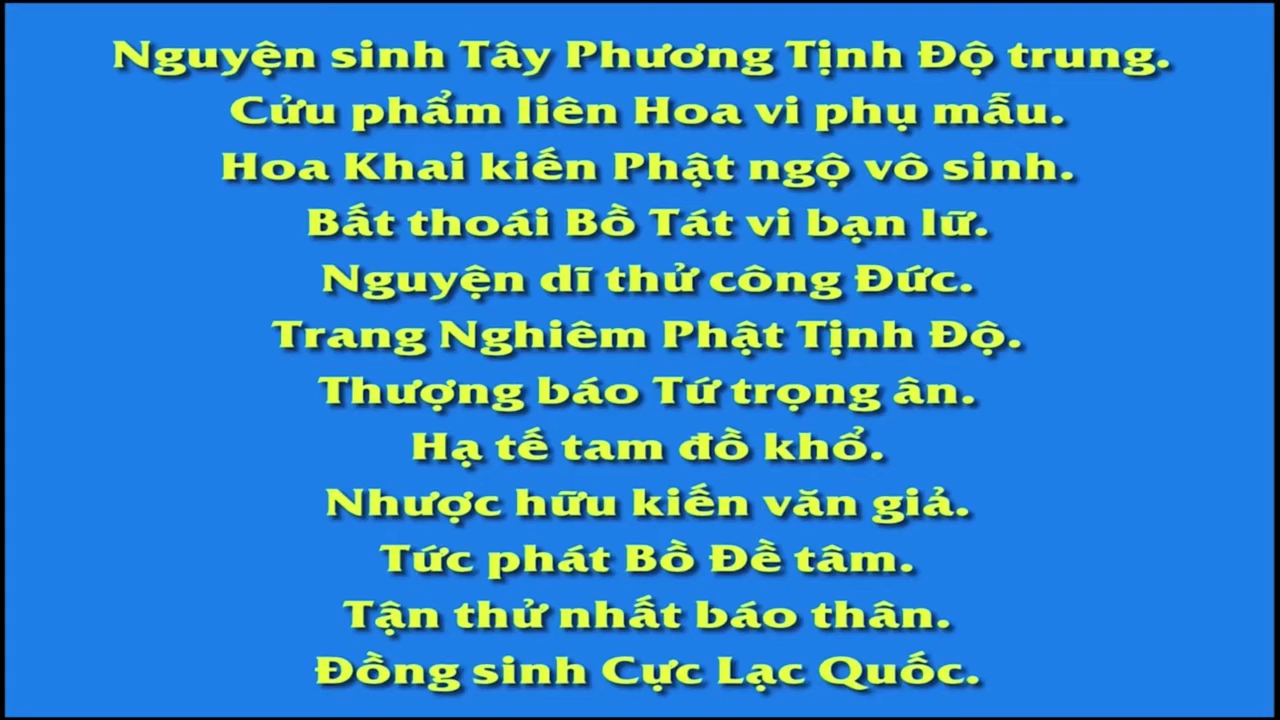 Nguyện sinh Tây Phương Tịnh Độ trung.
Cửu phẩm liên Hoa vi phụ mẫu.
Hoa Khai kiến Phật ngộ vô sinh.
Bất thoái Bồ Tát vi bạn lữ.
Nguyện dĩ thử công Đức.
Trang Nghiêm Phật Tịnh Độ.
Thượng báo Tứ trọng ân.
Hạ tế tam đồ khổ.
Nhược hữu kiến văn giả.
Tức phát Bồ Đề tâm.
Tận thử nhất báo thân.
Đồng sinh Cực Lạc Quốc.